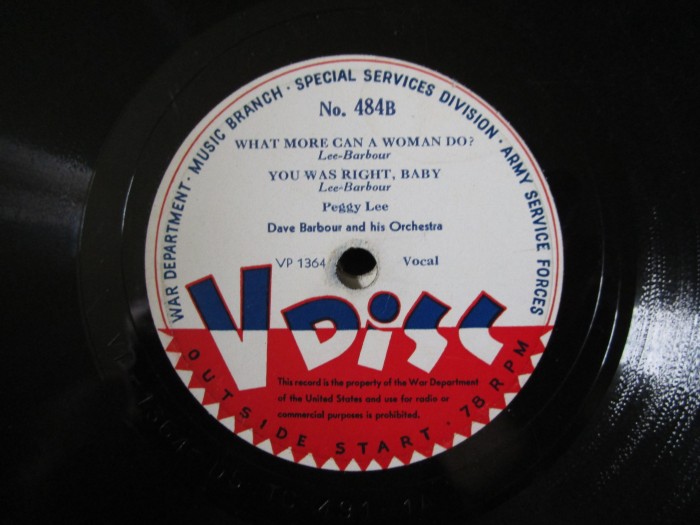 WAR DEPARTMENT · MUSIC BRANCH · SPECIAL SERVICES DIVISION · ARMY SERVICE FORCES
No. 484B
WHAT MORE CAN A WOMAN DO?
Lee-Barbour
YOU WAS RIGHT, BABY
Lee-Barbour
Peggy Lee
Dave Barbour and his Orchestra
VP 1364 Vocal
V DiSC
This record is the property of the War Department
of the United States and use for radio or
commercial purposes is prohibited.
OUTSIDE START · 78 RPM